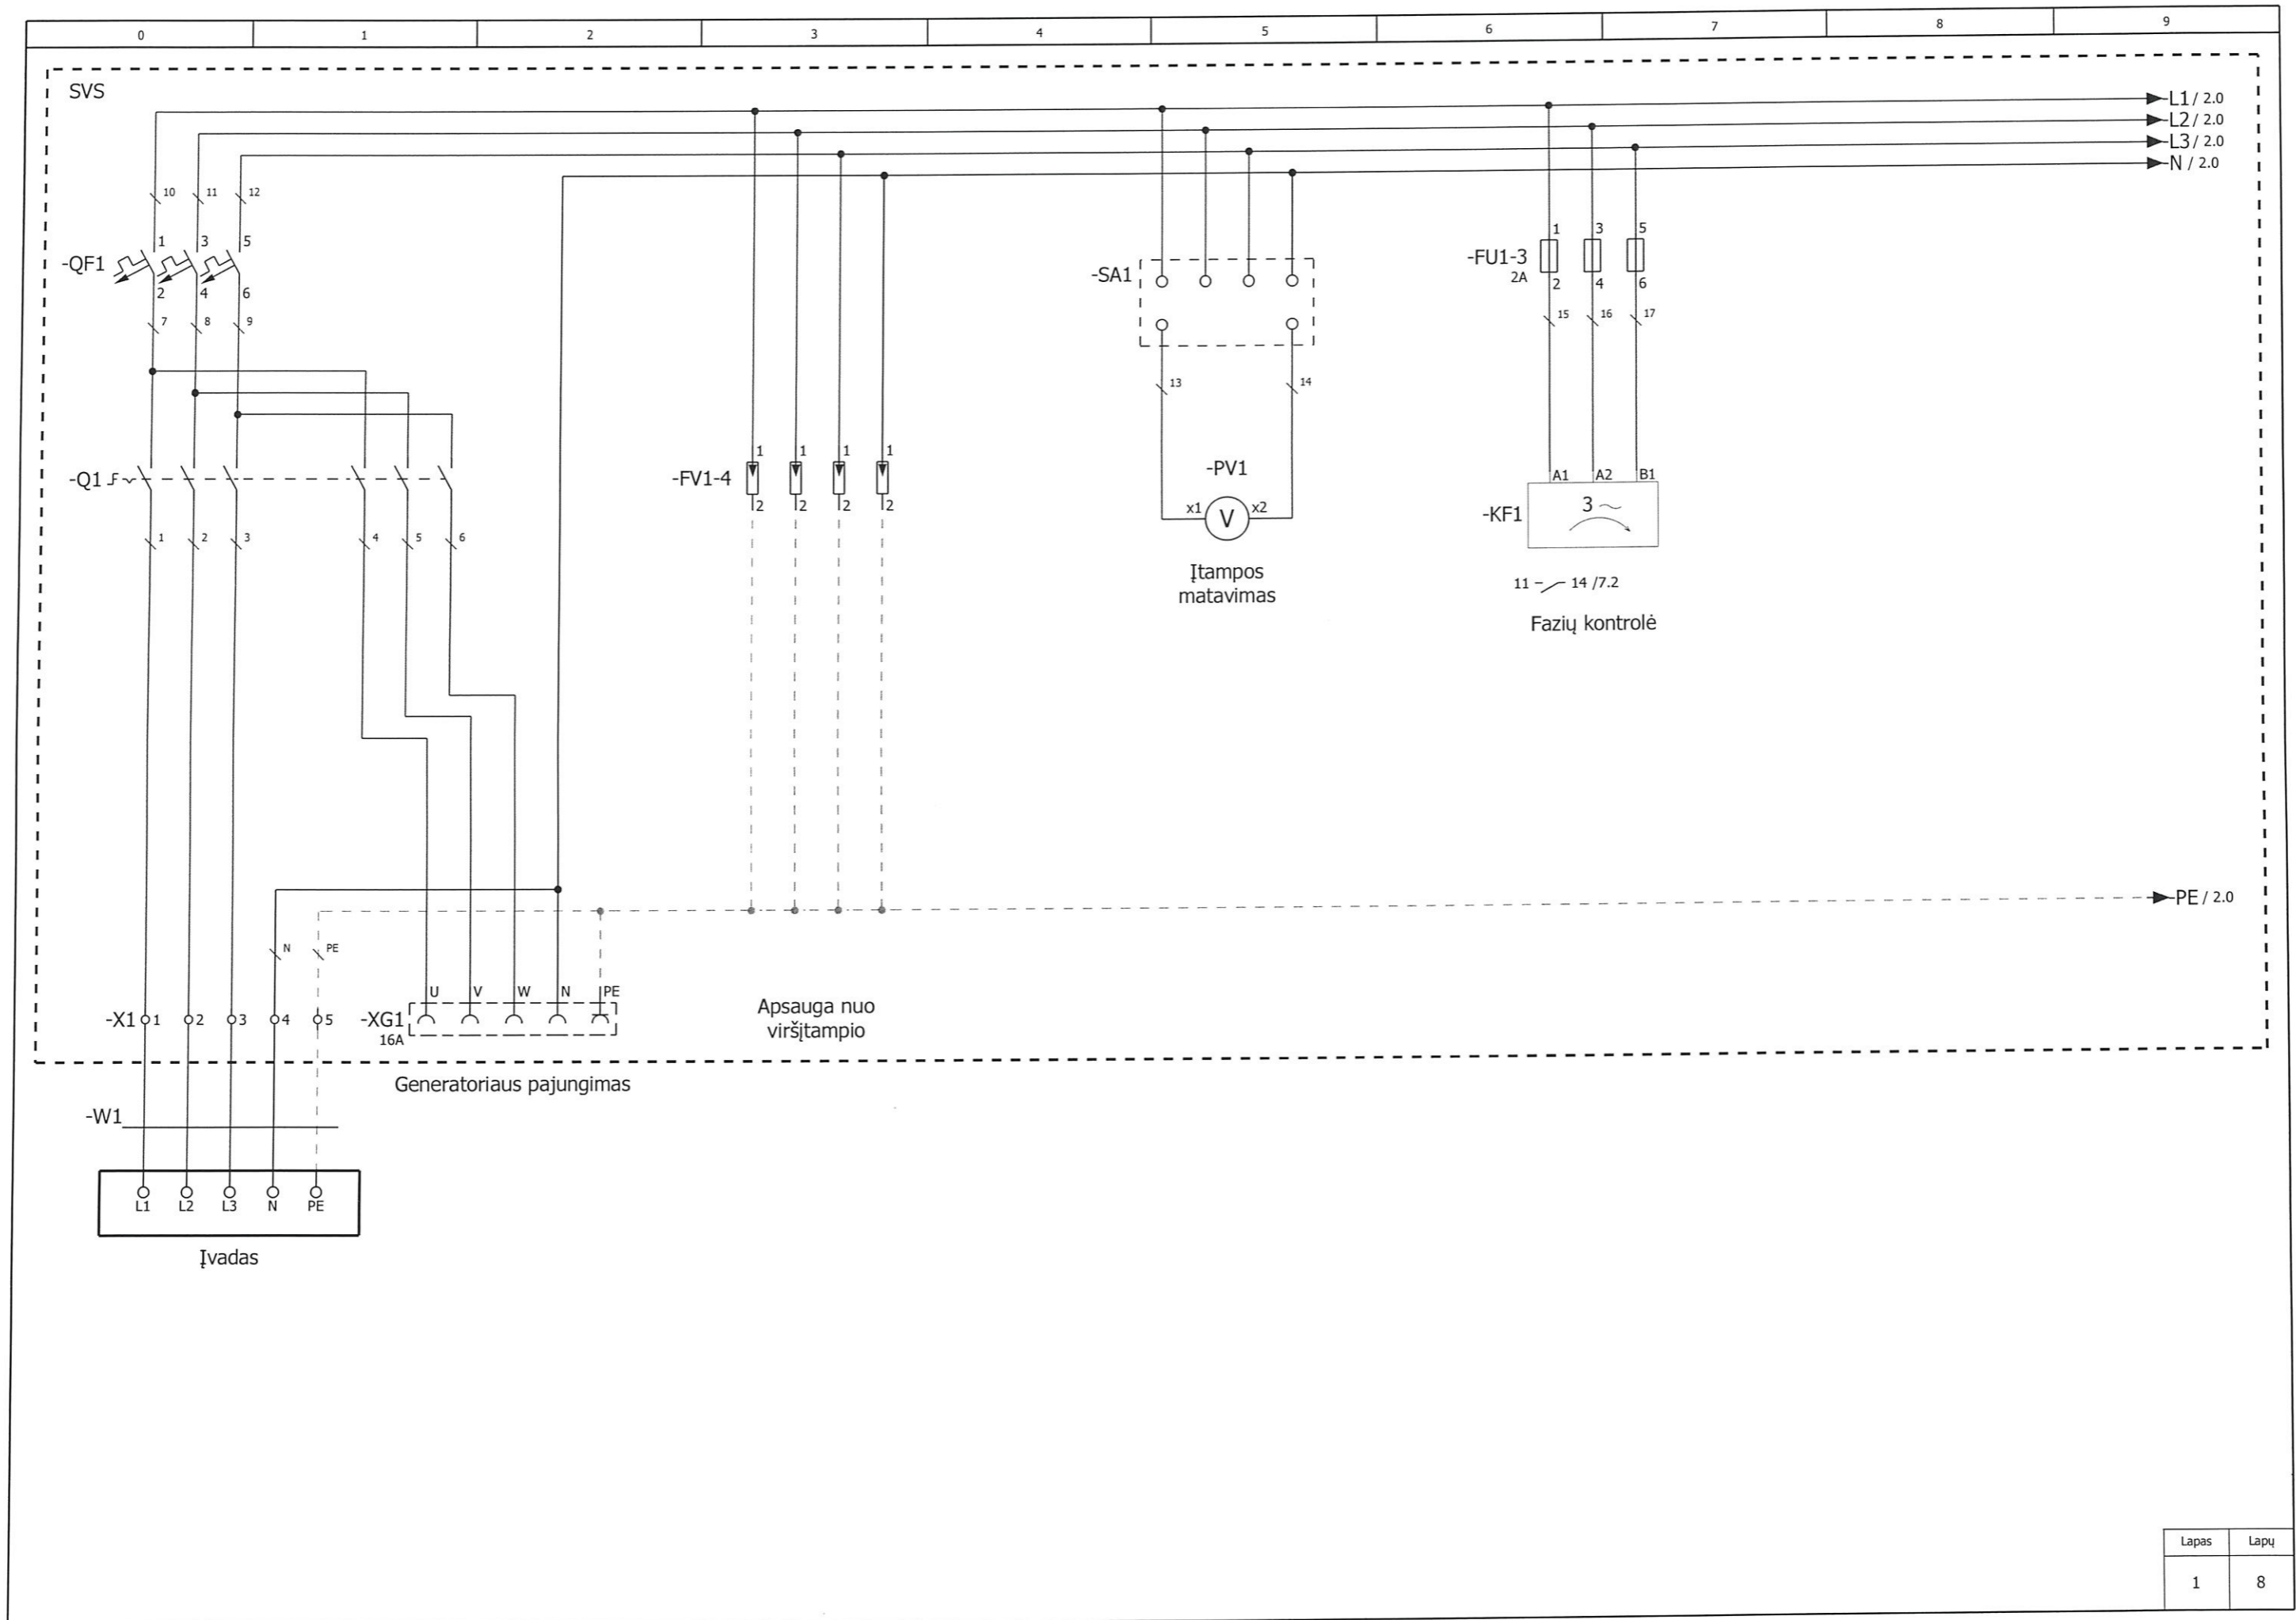 0 1 2 3 4 5 6 7 8 9
SVS
L1 / 2.0
L2 / 2.0
L3 / 2.0
N / 2.0
10 11 12
1 3 5
-QF1
2 4 6
7 8 9
-Q1
1 2 3 4 5 6
-FV1-4
1 1 1 1
2 2 2 2
-SA1
13 14
-PV1
x1 V x2
Įtampos
matavimas
-FU1-3
2A
1 3 5
2 4 6
15 16 17
A1 A2 B1
-KF1
3 ~
11 14 /7.2
Fazių kontrolė
PE / 2.0
N PE
-X1 1 2 3 4 5
U V W N PE
-XG1
16A
Apsauga nuo
viršįtampio
Generatoriaus pajungimas
-W1
L1 L2 L3 N PE
Įvadas
Lapas Lapų
1 8